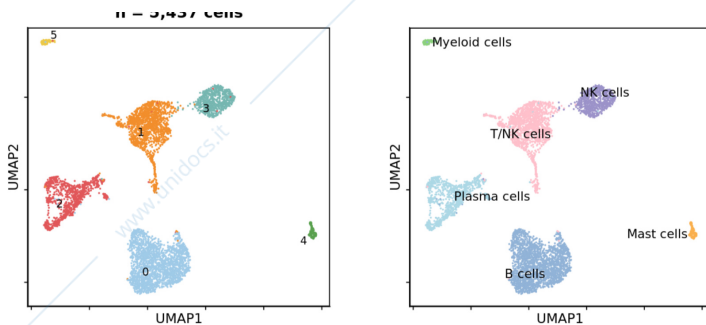 n = 5,437 cells
5
3
1
2
4
0
UMAP2
UMAP1
www.unidocs.it
Myeloid cells
NK cells
T/NK cells
Plasma cells
Mast cells
B cells
UMAP2
UMAP1